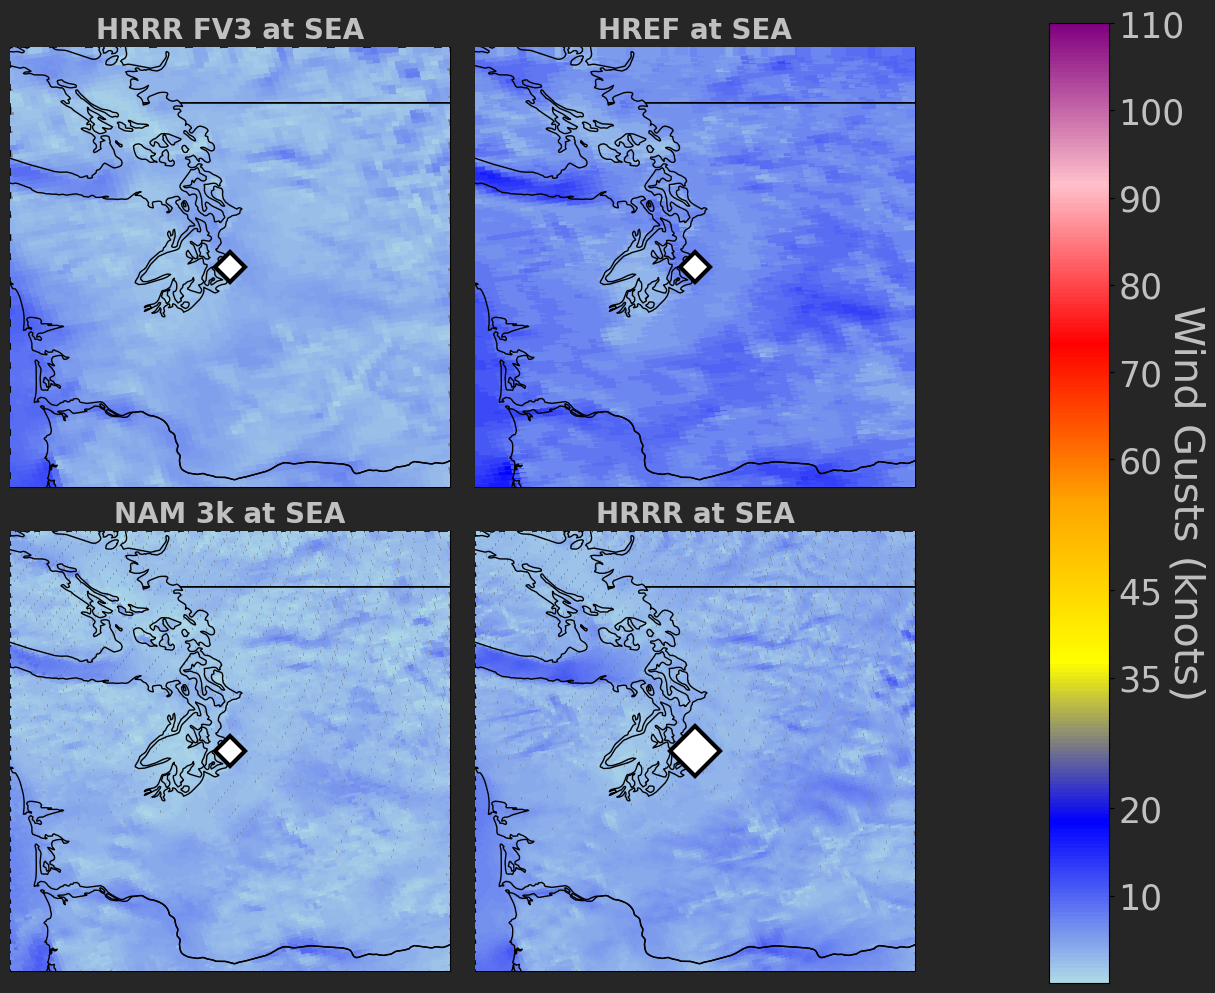 HRRR FV3 at SEA
HREF at SEA
NAM 3k at SEA
HRRR at SEA
110
100
90
80
70
60
45
35
20
10
Wind Gusts (knots)